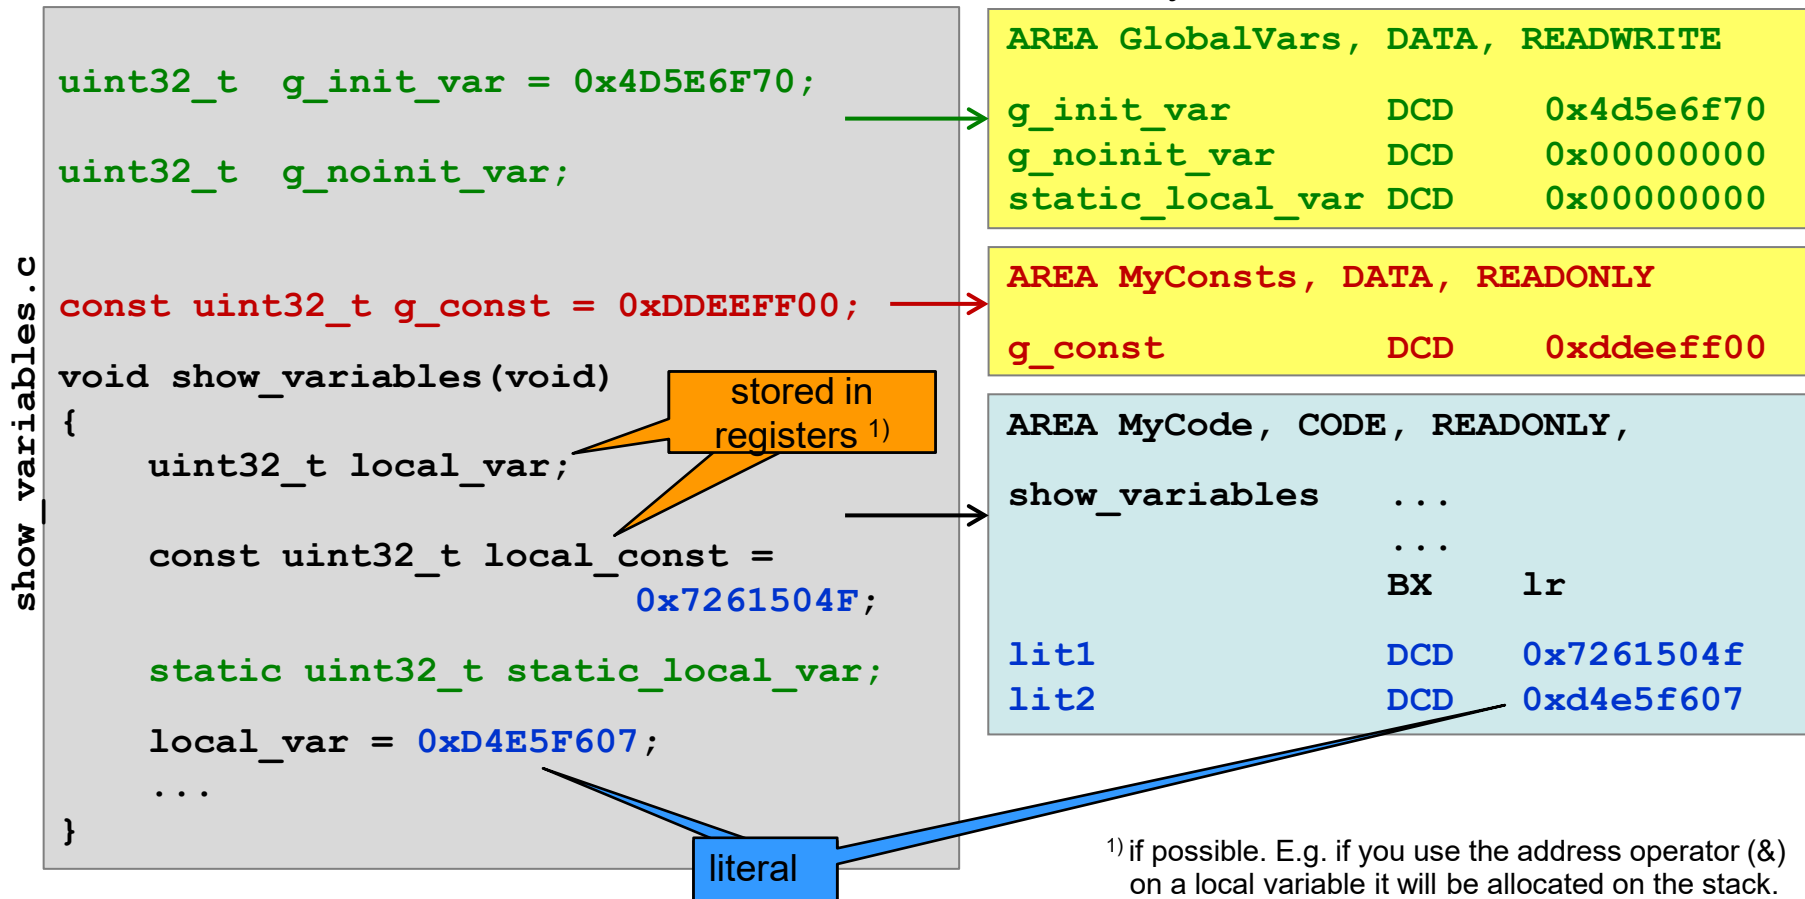 show_variables.c
uint32_t  g_init_var = 0x4D5E6F70;
uint32_t  g_noinit_var;
const uint32_t g_const = 0xDDEEFF00;
void show_variables(void)
{
    uint32_t local_var;
    const uint32_t local_const =
                          0x7261504F;
    static uint32_t static_local_var;
    local_var = 0xD4E5F607;
    ...
}
stored in
registers 1)
literal
AREA GlobalVars, DATA, READWRITE
g_init_var       DCD    0x4d5e6f70
g_noinit_var     DCD    0x00000000
static_local_var DCD    0x00000000
AREA MyConsts, DATA, READONLY
g_const          DCD    0xddeeff00
AREA MyCode, CODE, READONLY,
show_variables   ...
                 ...
                 BX    lr
lit1             DCD   0x7261504f
lit2             DCD   0xd4e5f607
1) if possible. E.g. if you use the address operator (&)
on a local variable it will be allocated on the stack.